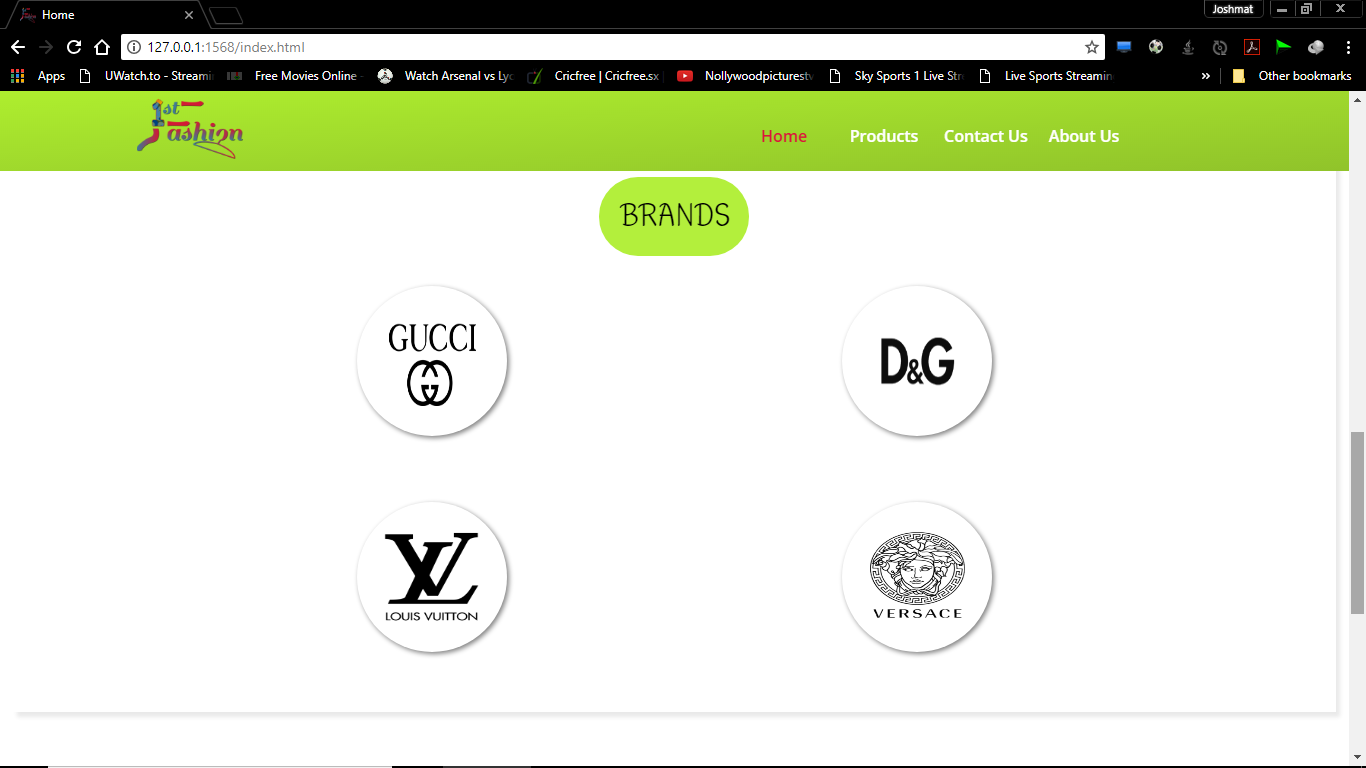 Home
Joshmat
127.0.0.1:1568/index.html
Apps UWatch.to - Streami Free Movies Online - Watch Arsenal vs Lyc Cricfree | Cricfree.sx Nollywoodpicturestv Sky Sports 1 Live Stre Live Sports Streamin » Other bookmarks
1st
Fashion
Home Products Contact Us About Us
BRANDS
GUCCI
D&G
LV
LOUIS VUITTON
VERSACE